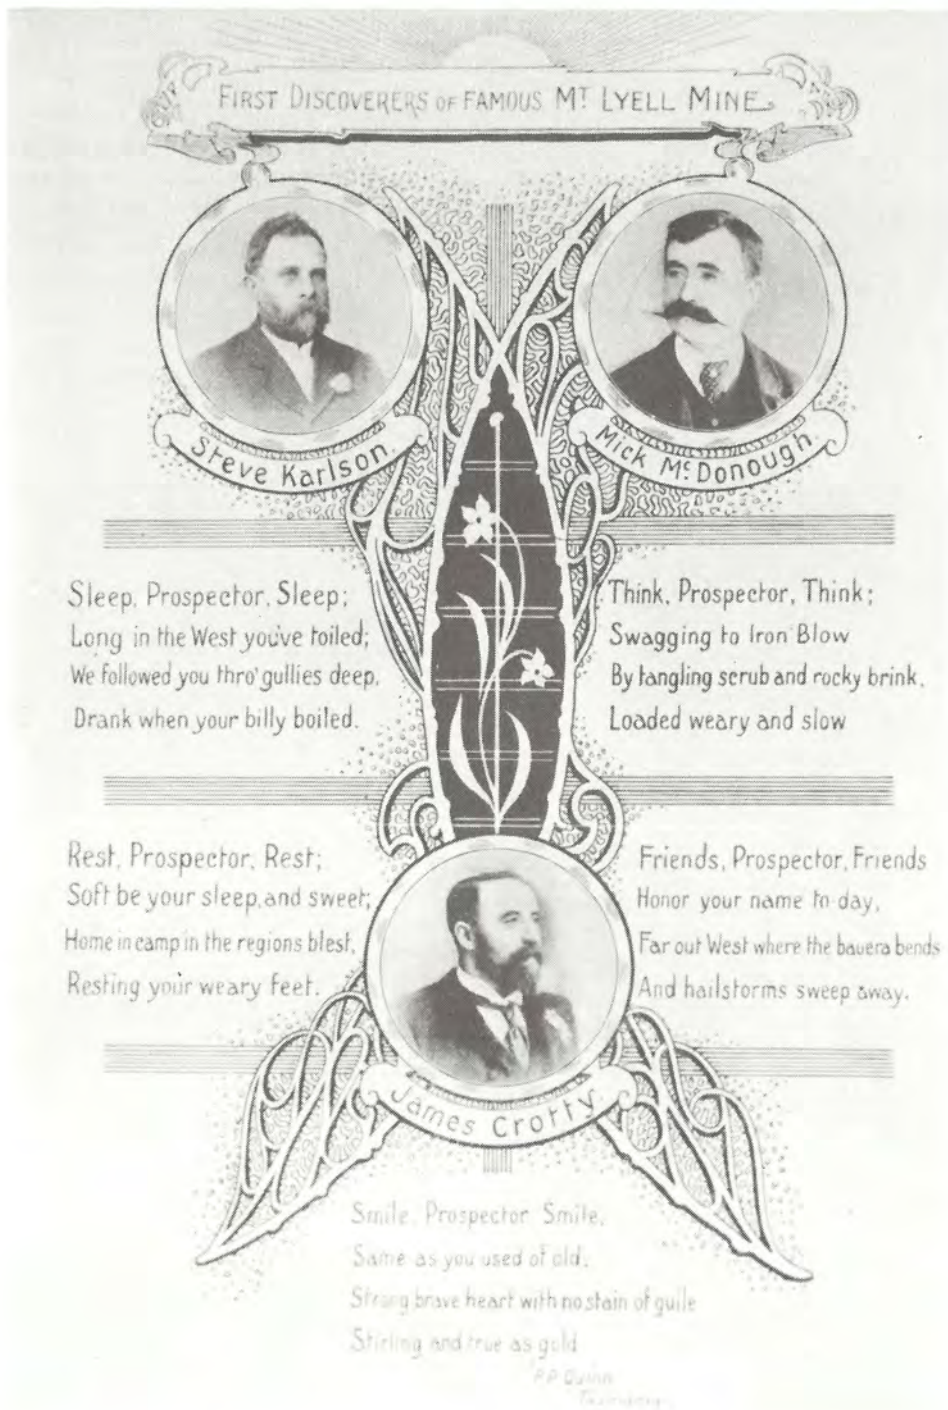 FIRST DISCOVERERS OF FAMOUS MT LYELL MINE
Steve Karlson.
Mick McDonough.
Sleep, Prospector, Sleep;
Long in the West you've toiled;
We followed you thro' gullies deep,
Drank when your billy boiled.
Think, Prospector, Think;
Swagging to Iron Blow
By tangling scrub and rocky brink,
Loaded weary and slow
Rest, Prospector, Rest;
Soft be your sleep, and sweet;
Home in camp in the regions blest,
Resting your weary feet.
Friends, Prospector, Friends
Honor your name to day,
Far out West where the bauera bends
And hailstorms sweep away.
James Crotty
Smile, Prospector Smile,
Same as you used of old,
Strong brave heart with no stain of guile
Stirling and true as gold
P.P. Quinn